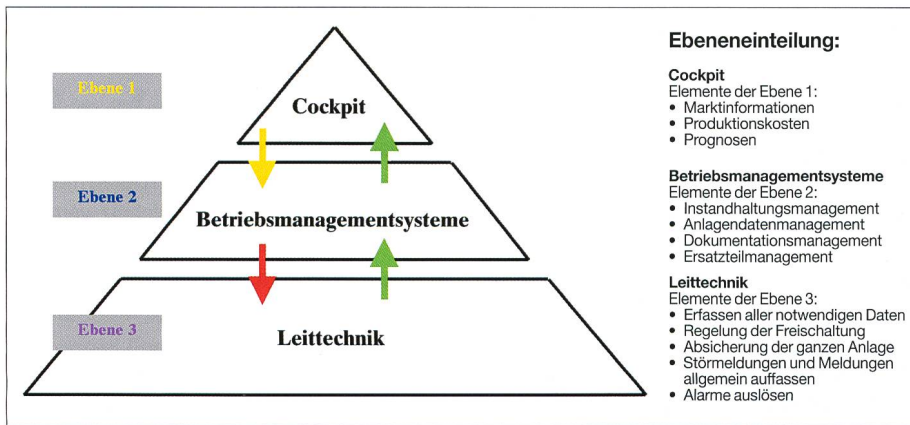 Ebene 1
Cockpit
Ebene 2
Betriebsmanagementsysteme
Ebene 3
Leittechnik
Ebeneneinteilung:
Cockpit
Elemente der Ebene 1:
• Marktinformationen
• Produktionskosten
• Prognosen
Betriebsmanagementsysteme
Elemente der Ebene 2:
• Instandhaltungsmanagement
• Anlagendatenmanagement
• Dokumentationsmanagement
• Ersatzteilmanagement
Leittechnik
Elemente der Ebene 3:
• Erfassen aller notwendigen Daten
• Regelung der Freischaltung
• Absicherung der ganzen Anlage
• Störmeldungen und Meldungen
allgemein auffassen
• Alarme auslösen